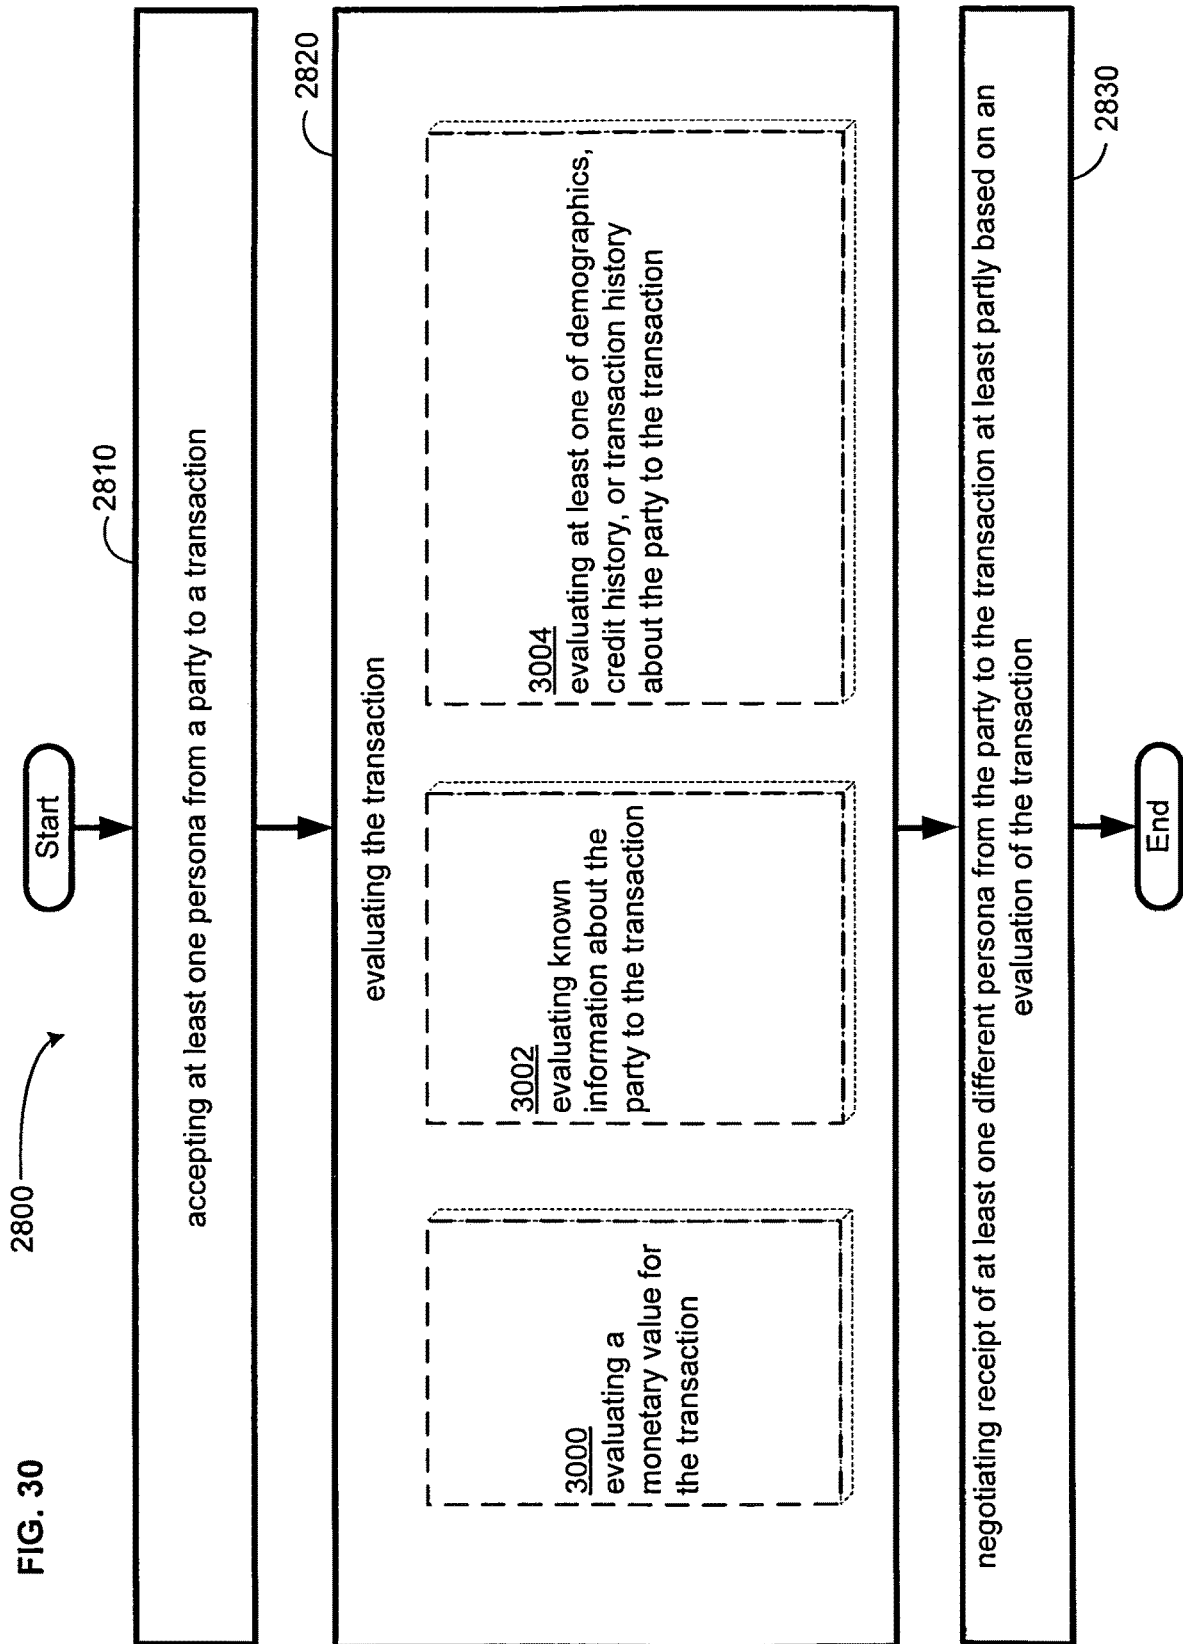 FIG. 30
2800
Start
2810
accepting at least one persona from a party to a transaction
2820
evaluating the transaction
3000
evaluating a
monetary value for
the transaction
3002
evaluating known
information about the
party to the transaction
3004
evaluating at least one of demographics,
credit history, or transaction history
about the party to the transaction
2830
negotiating receipt of at least one different persona from the party to the transaction at least partly based on an
evaluation of the transaction
End